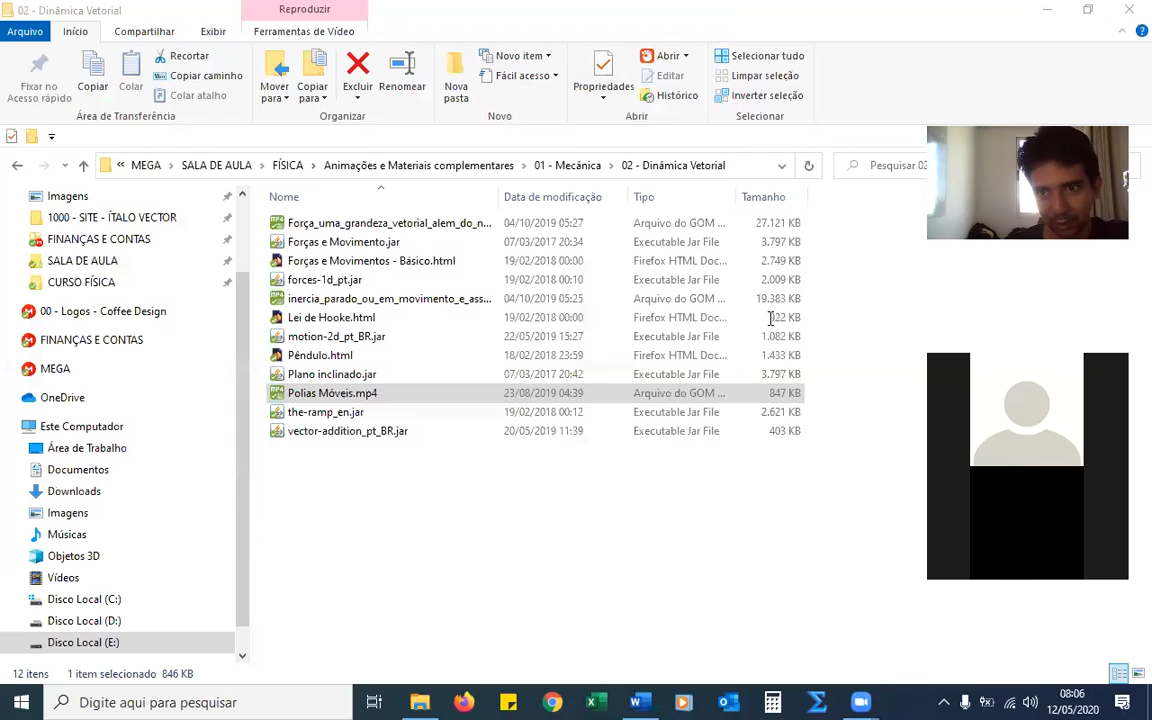 02 - Dinâmica Vetorial
Reproduzir
Arquivo Início Compartilhar Exibir Ferramentas de Vídeo
Fixar no Acesso rápido
Copiar
Colar
Recortar
Copiar caminho
Colar atalho
Área de Transferência
Mover para
Copiar para
Excluir
Renomear
Organizar
Nova pasta
Novo item
Fácil acesso
Novo
Propriedades
Abrir
Editar
Histórico
Abrir
Selecionar tudo
Limpar seleção
Inverter seleção
Selecionar
« MEGA > SALA DE AULA > FÍSICA > Animações e Materiais complementares > 01 - Mecânica > 02 - Dinâmica Vetorial
Pesquisar 02
Imagens
1000 - SITE - ÍTALO VECTOR
FINANÇAS E CONTAS
SALA DE AULA
CURSO FÍSICA
00 - Logos - Coffee Design
FINANÇAS E CONTAS
MEGA
OneDrive
Este Computador
Área de Trabalho
Documentos
Downloads
Imagens
Músicas
Objetos 3D
Vídeos
Disco Local (C:)
Disco Local (D:)
Disco Local (E:)
Nome Data de modificação Tipo Tamanho
Força_uma_grandeza_vetorial_alem_do_n... 04/10/2019 05:27 Arquivo do GOM ... 27.121 KB
Forças e Movimento.jar 07/03/2017 20:34 Executable Jar File 3.797 KB
Forças e Movimentos - Básico.html 19/02/2018 00:00 Firefox HTML Doc... 2.749 KB
forces-1d_pt.jar 19/02/2018 00:10 Executable Jar File 2.009 KB
inercia_parado_ou_em_movimento_e_ass... 04/10/2019 05:25 Arquivo do GOM ... 19.383 KB
Lei de Hooke.html 19/02/2018 00:00 Firefox HTML Doc... KB
motion-2d_pt_BR.jar 22/05/2019 15:27 Executable Jar File 1.082 KB
Pêndulo.html 18/02/2018 23:59 Firefox HTML Doc... 1.433 KB
Plano inclinado.jar 07/03/2017 20:42 Executable Jar File 3.797 KB
Polias Móveis.mp4 23/08/2019 04:39 Arquivo do GOM ... 847 KB
the-ramp_en.jar 19/02/2018 00:12 Executable Jar File 2.621 KB
vector-addition_pt_BR.jar 20/05/2019 11:39 Executable Jar File 403 KB
12 itens 1 item selecionado 846 KB
Digite aqui para pesquisar
08:06
12/05/2020